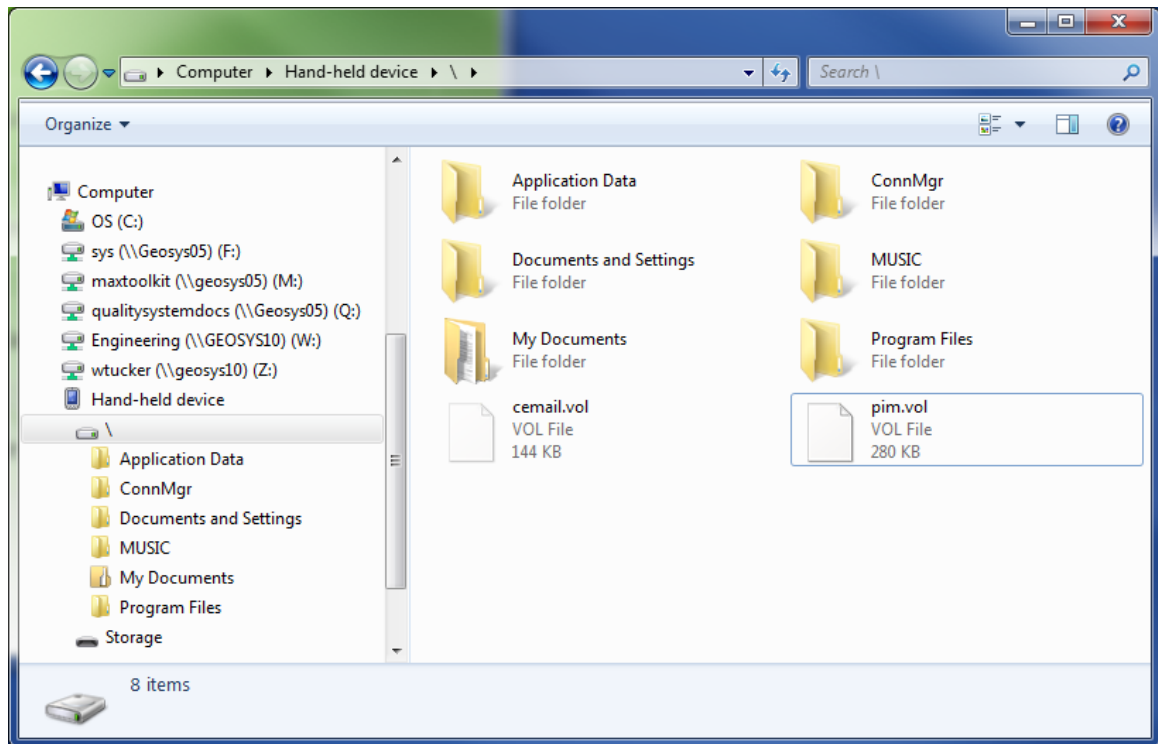 Computer ▸ Hand-held device ▸ \ ▸
Search \
Organize
Computer
OS (C:)
sys (\\Geosys05) (F:)
maxtoolkit (\\geosys05) (M:)
qualitysystemdocs (\\Geosys05) (Q:)
Engineering (\\GEOSYS10) (W:)
wtucker (\\geosys10) (Z:)
Hand-held device
\
Application Data
ConnMgr
Documents and Settings
MUSIC
My Documents
Program Files
Storage
Application Data
File folder
ConnMgr
File folder
Documents and Settings
File folder
MUSIC
File folder
My Documents
File folder
Program Files
File folder
cemail.vol
VOL File
144 KB
pim.vol
VOL File
280 KB
8 items